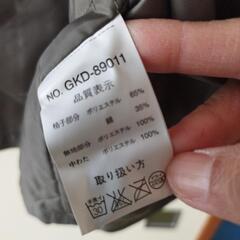 NO. GKD-89011
品質表示
格子部分 ポリエステル 65%
綿 35%
無地部分 ポリエステル 100%
中わた ポリエステル 100%
取り扱い方
30